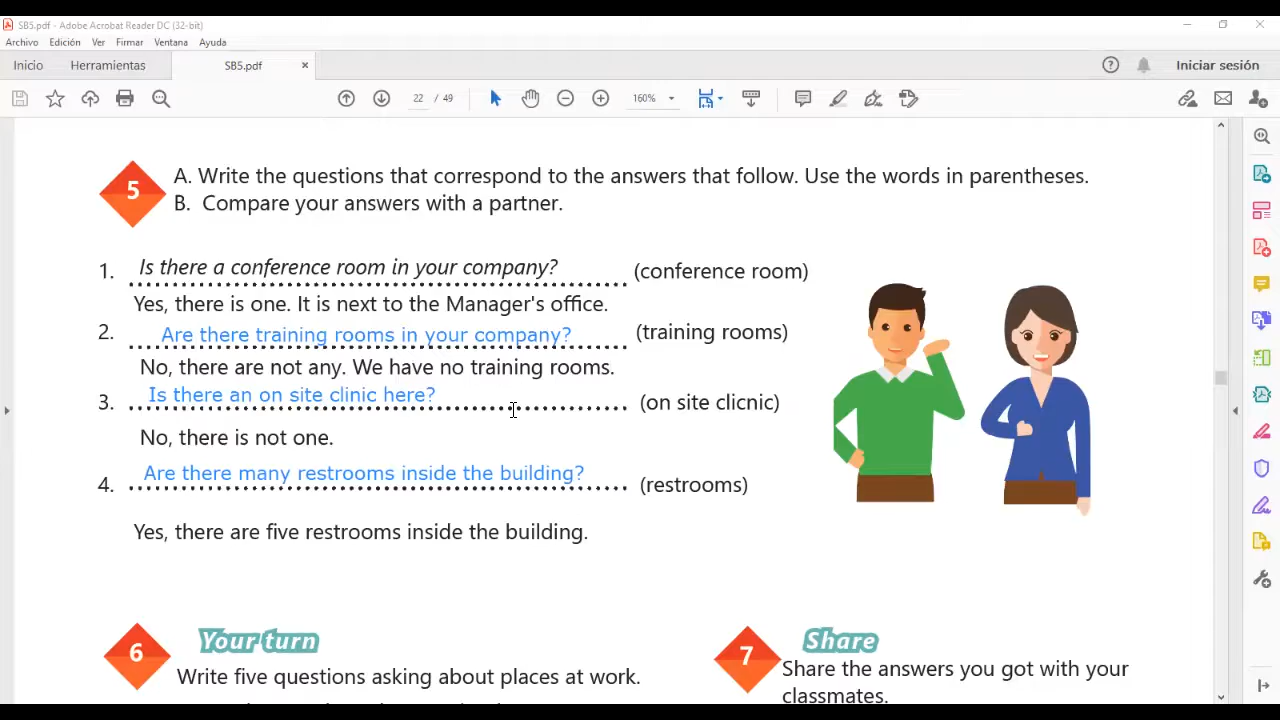 SB5.pdf - Adobe Acrobat Reader DC (32-bit)
Archivo Edición Ver Firmar Ventana Ayuda
Inicio Herramientas SB5.pdf × Iniciar sesión
22 / 49 160%
5
A. Write the questions that correspond to the answers that follow. Use the words in parentheses.
B. Compare your answers with a partner.
1. Is there a conference room in your company? (conference room)
Yes, there is one. It is next to the Manager's office.
2. Are there training rooms in your company? (training rooms)
No, there are not any. We have no training rooms.
3. Is there an on site clinic here? (on site clicnic)
No, there is not one.
4. Are there many restrooms inside the building? (restrooms)
Yes, there are five restrooms inside the building.
6 Your turn
Write five questions asking about places at work.
7 Share
Share the answers you got with your
classmates.